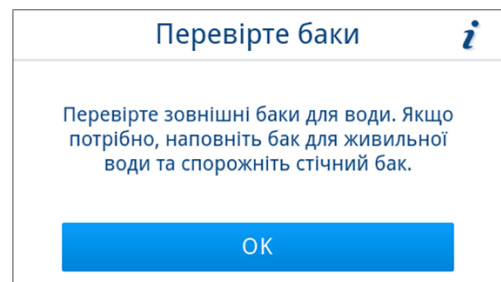 Перевірте баки
Перевірте зовнішні баки для води. Якщо
потрібно, наповніть бак для живильної
води та спорожніть стічний бак.
OK